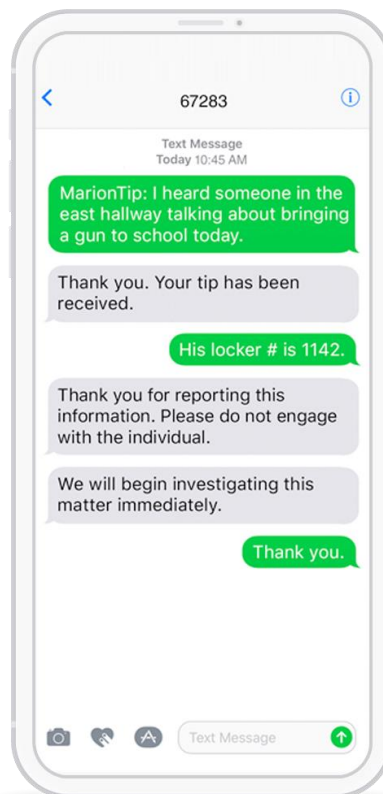 67283
Text Message
Today 10:45 AM
MarionTip: I heard someone in the
east hallway talking about bringing
a gun to school today.
Thank you. Your tip has been
received.
His locker # is 1142.
Thank you for reporting this
information. Please do not engage
with the individual.
We will begin investigating this
matter immediately.
Thank you.
Text Message